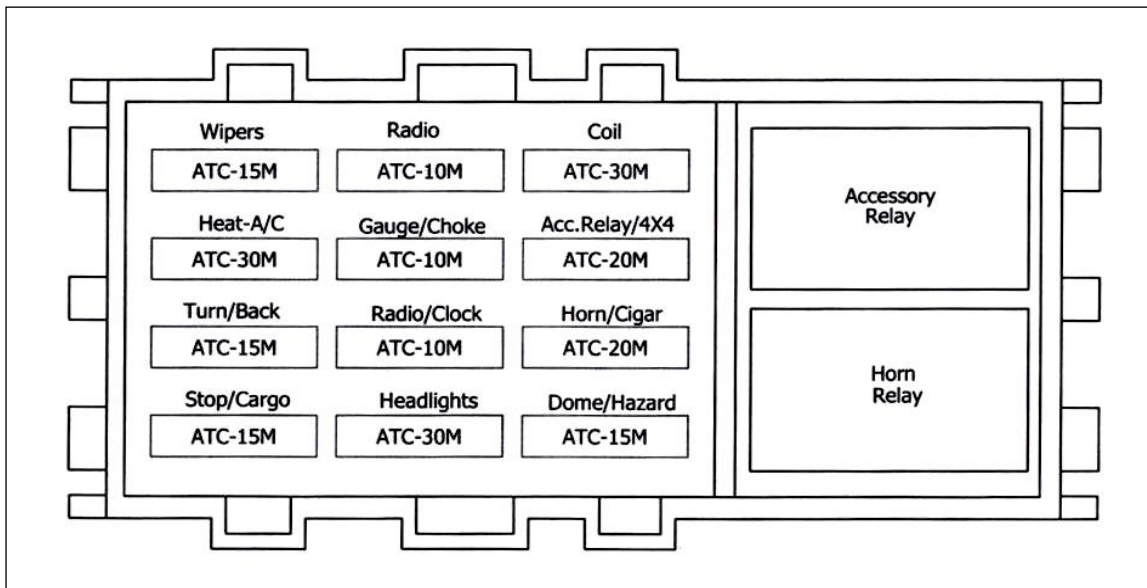 Wipers
Radio
Coil
ATC-15M
ATC-10M
ATC-30M
Heat-A/C
Gauge/Choke
Acc.Relay/4X4
ATC-30M
ATC-10M
ATC-20M
Turn/Back
Radio/Clock
Horn/Cigar
ATC-15M
ATC-10M
ATC-20M
Stop/Cargo
Headlights
Dome/Hazard
ATC-15M
ATC-30M
ATC-15M
Accessory
Relay
Horn
Relay